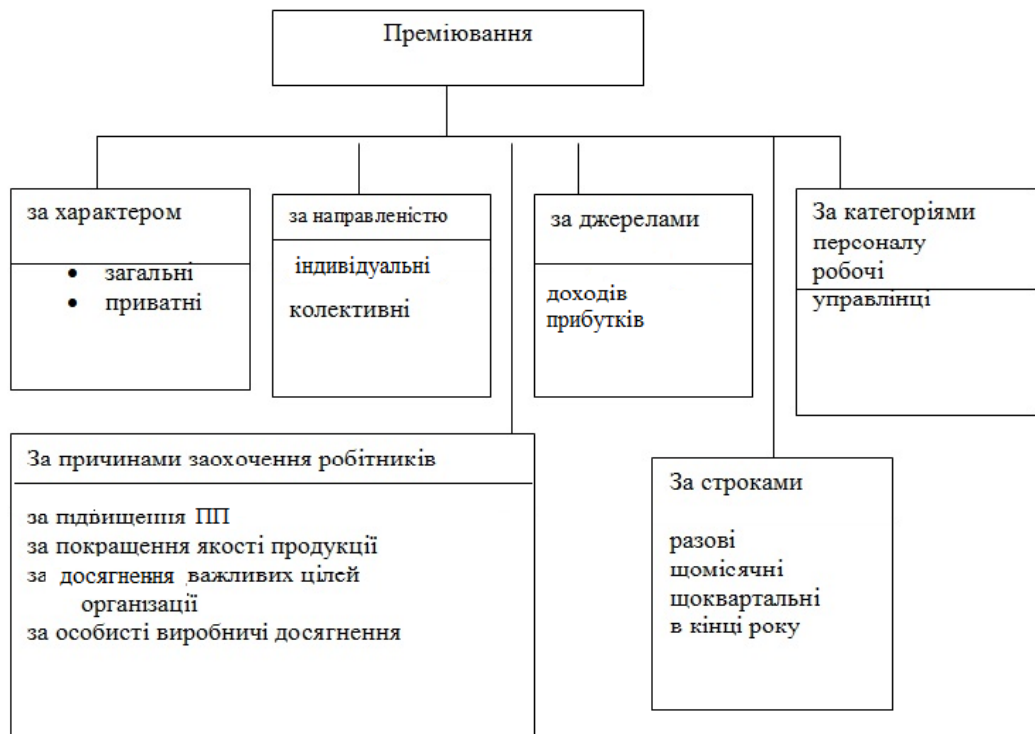 Преміювання
за характером
• загальні
• приватні
за направленістю
індивідуальні
колективні
за джерелами
доходів
прибутків
За категоріями
персоналу
робочі
управлінці
За причинами заохочення робітників
за підвищення ПП
за покращення якості продукції
за досягнення важливих цілей
організації
за особисті виробничі досягнення
За строками
разові
щомісячні
щоквартальні
в кінці року